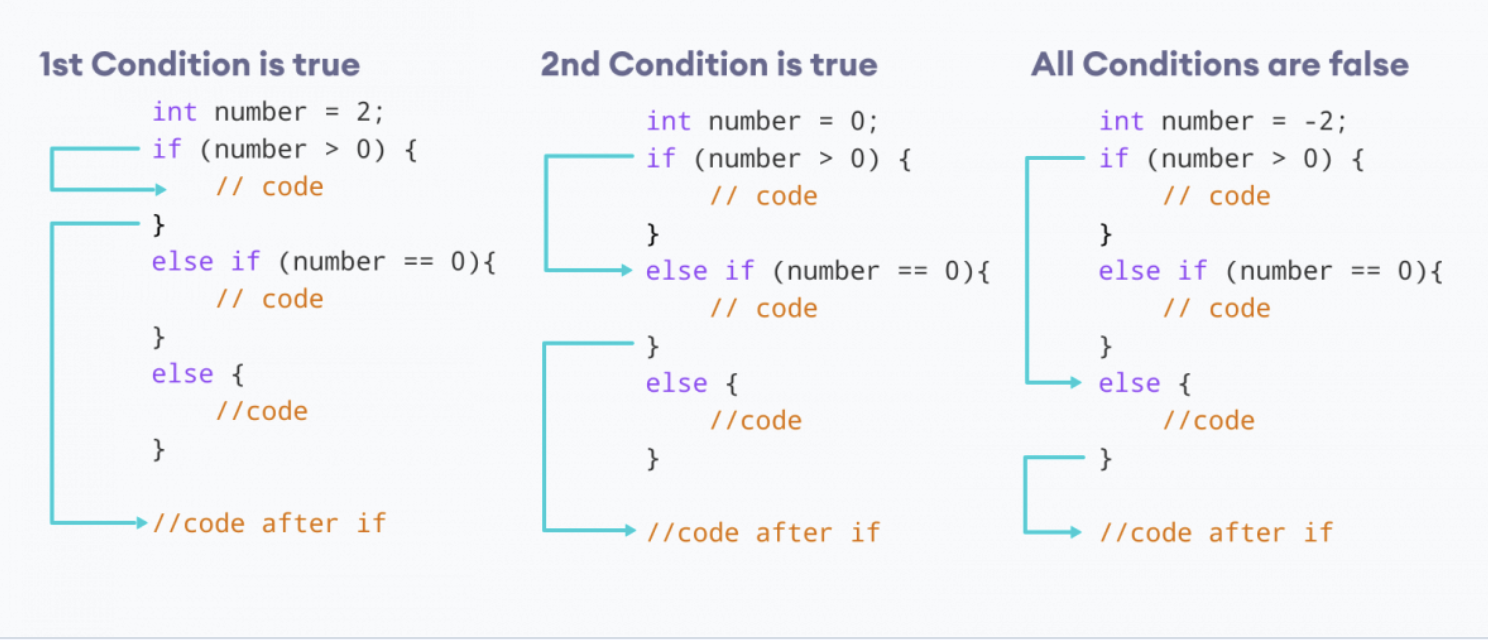 1st Condition is true
int number = 2;
if (number > 0) {
// code
}
else if (number == 0){
// code
}
else {
//code
}
//code after if
2nd Condition is true
int number = 0;
if (number > 0) {
// code
}
else if (number == 0){
// code
}
else {
//code
}
//code after if
All Conditions are false
int number = -2;
if (number > 0) {
// code
}
else if (number == 0){
// code
}
else {
//code
}
//code after if